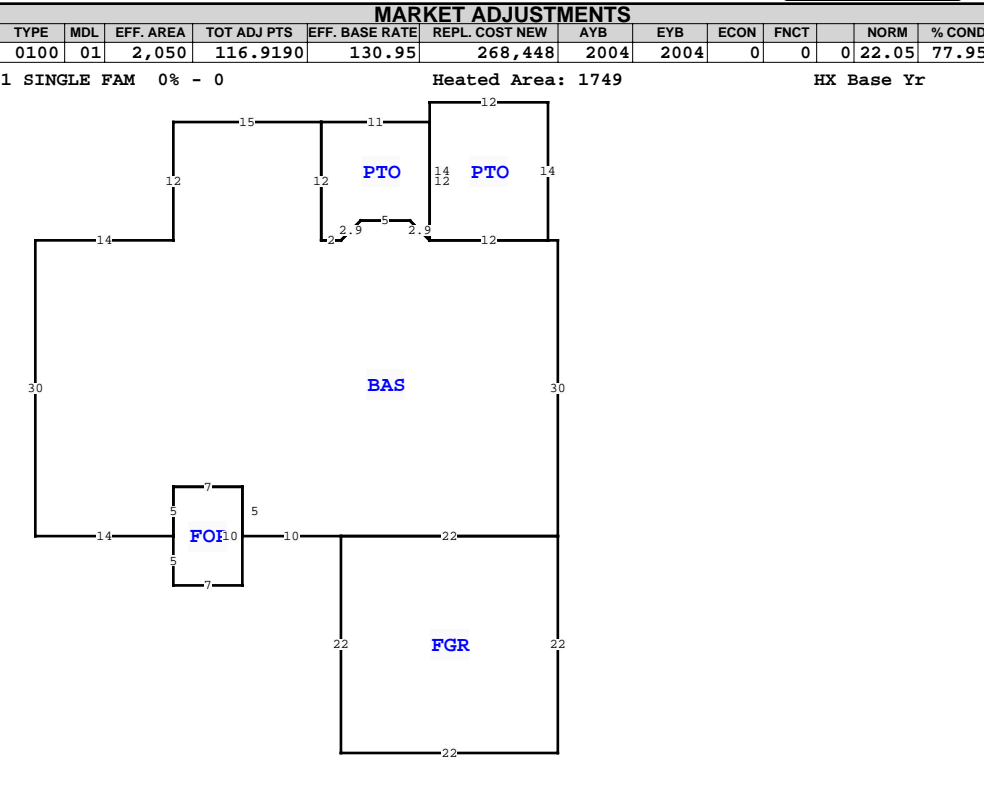 MARKET ADJUSTMENTS
TYPE MDL EFF. AREA TOT ADJ PTS EFF. BASE RATE REPL. COST NEW AYB EYB ECON FNCT NORM % COND
0100 01 2,050 116.9190 130.95 268,448 2004 2004 0 0 0 22.05 77.95
1 SINGLE FAM 0% - 0 Heated Area: 1749 HX Base Yr
12
15 11
PTO 14 PTO 14
12 12 12
5
2.9 2.9
14 2 12
BAS
30 30
7
5 5
14 10 10 22
5
7
22 FGR 22
22